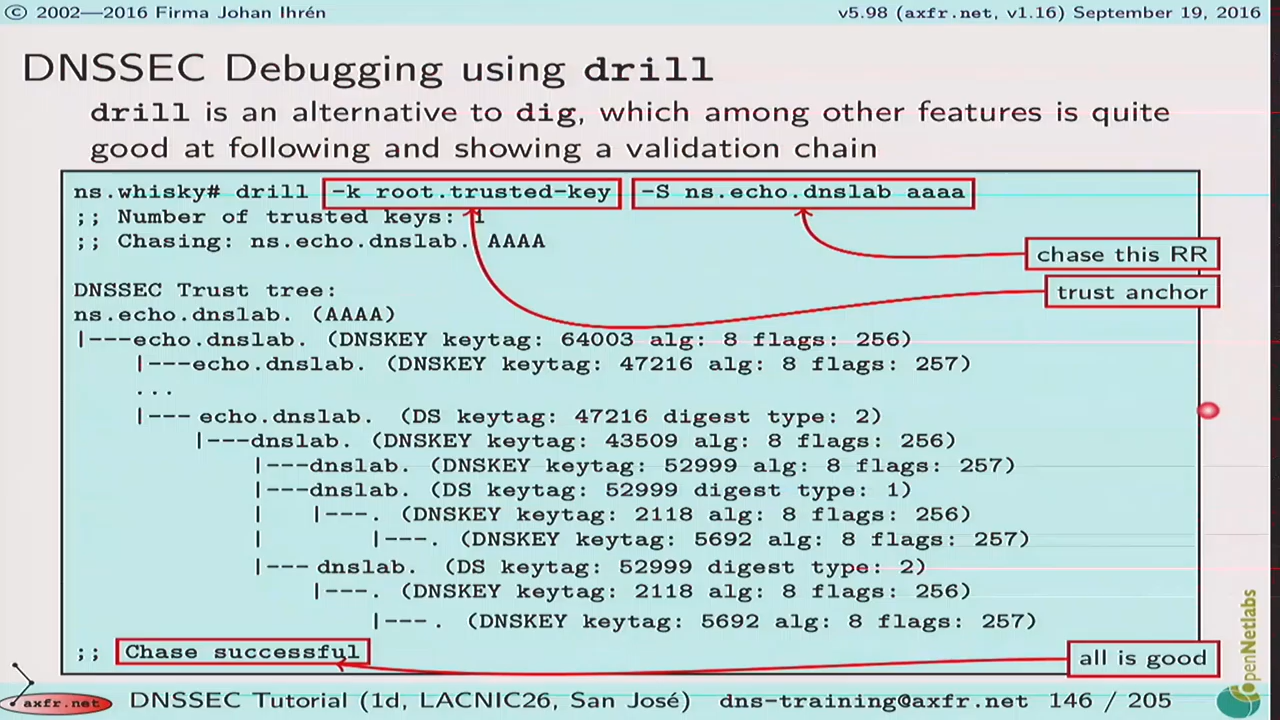 © 2002—2016 Firma Johan Ihrén
v5.98 (axfr.net, v1.16) September 19, 2016
DNSSEC Debugging using drill
drill is an alternative to dig, which among other features is quite
good at following and showing a validation chain
ns.whisky# drill -k root.trusted-key -S ns.echo.dnslab aaaa
;; Number of trusted keys: 1
;; Chasing: ns.echo.dnslab. AAAA
chase this RR
trust anchor
DNSSEC Trust tree:
ns.echo.dnslab. (AAAA)
|---echo.dnslab. (DNSKEY keytag: 64003 alg: 8 flags: 256)
|---echo.dnslab. (DNSKEY keytag: 47216 alg: 8 flags: 257)
...
|--- echo.dnslab. (DS keytag: 47216 digest type: 2)
|---dnslab. (DNSKEY keytag: 43509 alg: 8 flags: 256)
|---dnslab. (DNSKEY keytag: 52999 alg: 8 flags: 257)
|---dnslab. (DS keytag: 52999 digest type: 1)
| |---. (DNSKEY keytag: 2118 alg: 8 flags: 256)
| |---. (DNSKEY keytag: 5692 alg: 8 flags: 257)
|--- dnslab. (DS keytag: 52999 digest type: 2)
|---. (DNSKEY keytag: 2118 alg: 8 flags: 256)
|--- . (DNSKEY keytag: 5692 alg: 8 flags: 257)
;; Chase successful
all is good
OpenNetlabs
axfr.net
DNSSEC Tutorial (1d, LACNIC26, San José) dns-training@axfr.net 146 / 205